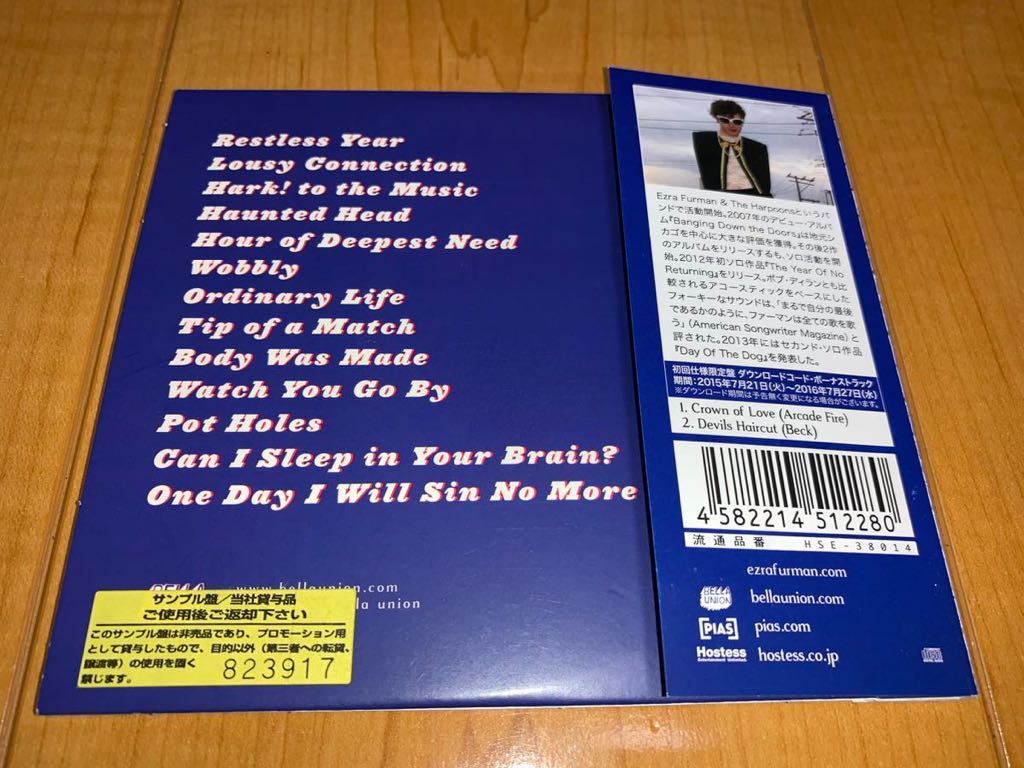 Restless Year
Lousy Connection
Hark! to the Music
Haunted Head
Hour of Deepest Need
Wobbly
Ordinary Life
Tip of a Match
Body Was Made
Watch You Go By
Pot Holes
Can I Sleep in Your Brain?
One Day I Will Sin No More
BELLA www.bellaunion.com
la union
サンプル盤/当社貸与品
ご使用後ご返却下さい
このサンプル盤は非売品であり、プロモーション用
として貸与したもので、目的以外(第三者への転貸、
譲渡等)の使用を固く
禁じます。
823917
Ezra Furman & The Harpoonsというバ
ンドで活動開始。2007年のデビュー・アルバ
ム『Banging Down the Doors』は地元シ
カゴを中心に大きな評価を獲得。その後2作
のアルバムをリリースするも、ソロ活動を開
始。2012年初ソロ作品『The Year Of No
Returning』をリリース。ボブ・ディランとも比
較されるアコースティックをベースにした
フォーキーなサウンドは、「まるで自分の最後
であるかのように、ファーマンは全ての歌を歌
う」(American Songwriter Magazine)と
評された。2013年にはセカンド・ソロ作品
『Day Of The Dog』を発表した。
初回仕様限定盤 ダウンロードコード・ボーナストラック
期間:2015年7月21日(火)〜2016年7月27日(水)
※ダウンロード期間は予告無く変更になる場合がございます。
1. Crown of Love (Arcade Fire)
2. Devils Haircut (Beck)
4 582214 512280
流通品番 HSE-38014
ezrafurman.com
BELLA UNION bellaunion.com
[PIAS] pias.com
Hostess hostess.co.jp
Entertainment Unlimited.